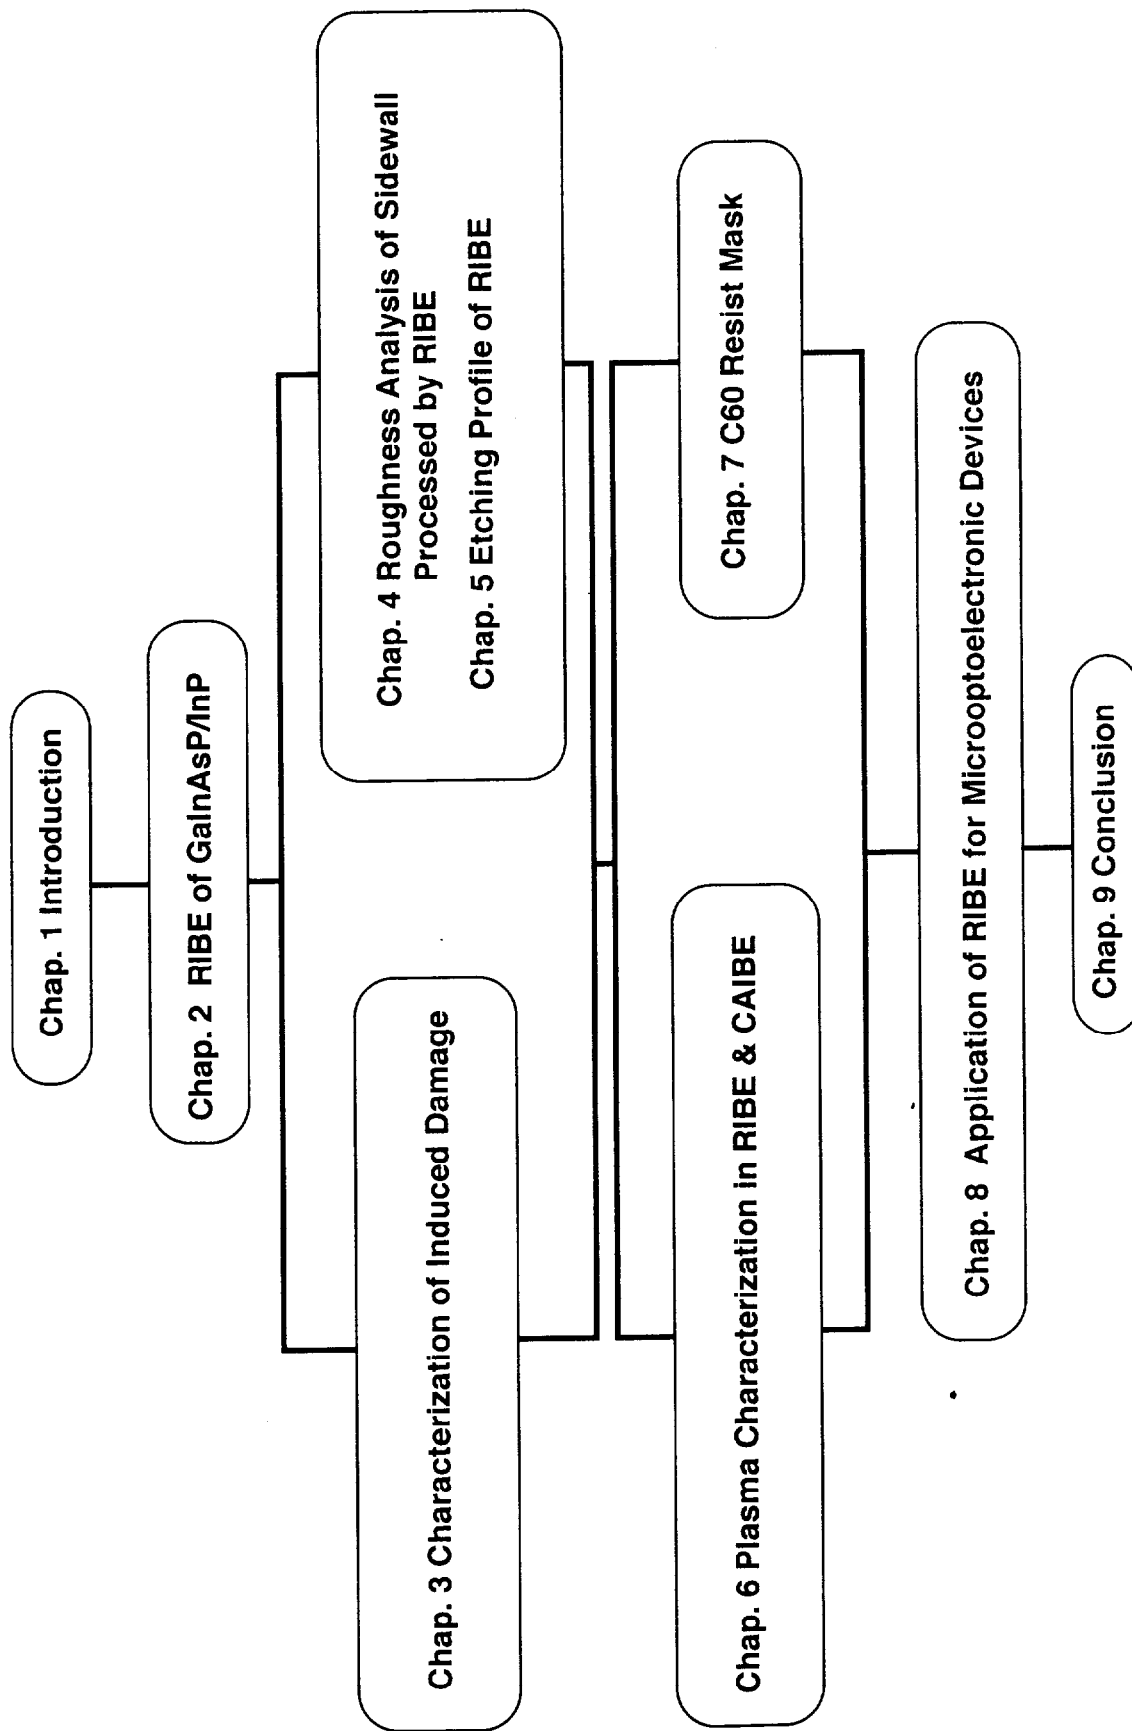 Chap. 1 Introduction
Chap. 2 RIBE of GaInAsP/InP
Chap. 3 Characterization of Induced Damage
Chap. 4 Roughness Analysis of Sidewall
Processed by RIBE
Chap. 5 Etching Profile of RIBE
Chap. 6 Plasma Characterization in RIBE & CAIBE
Chap. 7 C60 Resist Mask
Chap. 8 Application of RIBE for Microoptoelectronic Devices
Chap. 9 Conclusion